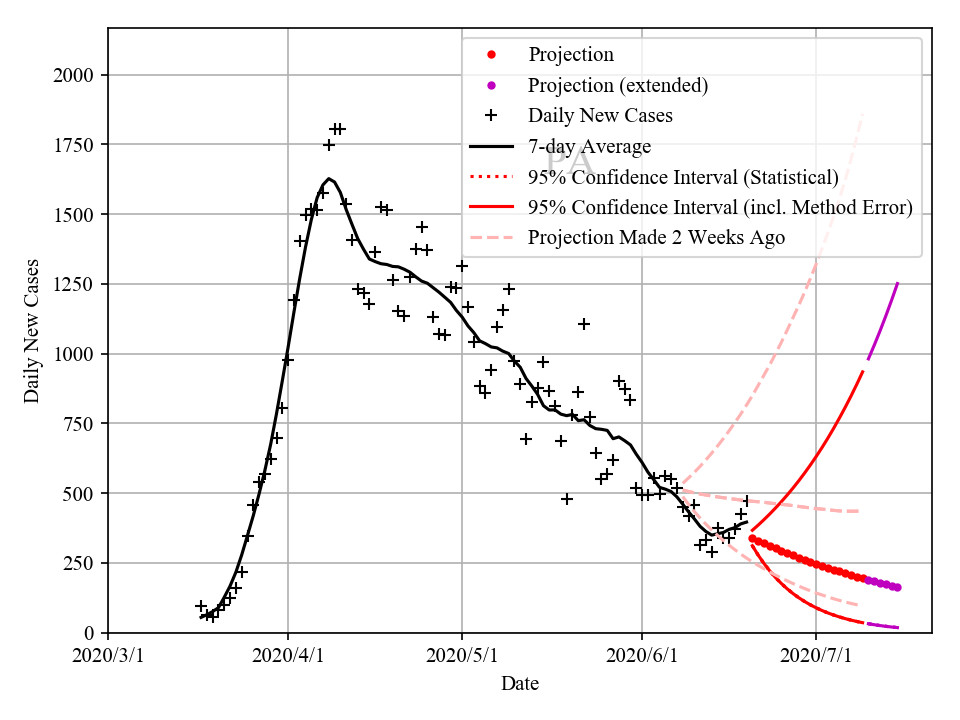 2000
1750
1500
1250
1000
750
500
250
0
Daily New Cases
2020/3/1
2020/4/1
2020/5/1
2020/6/1
2020/7/1
Date
PA
Projection
Projection (extended)
Daily New Cases
7-day Average
95% Confidence Interval (Statistical)
95% Confidence Interval (incl. Method Error)
Projection Made 2 Weeks Ago